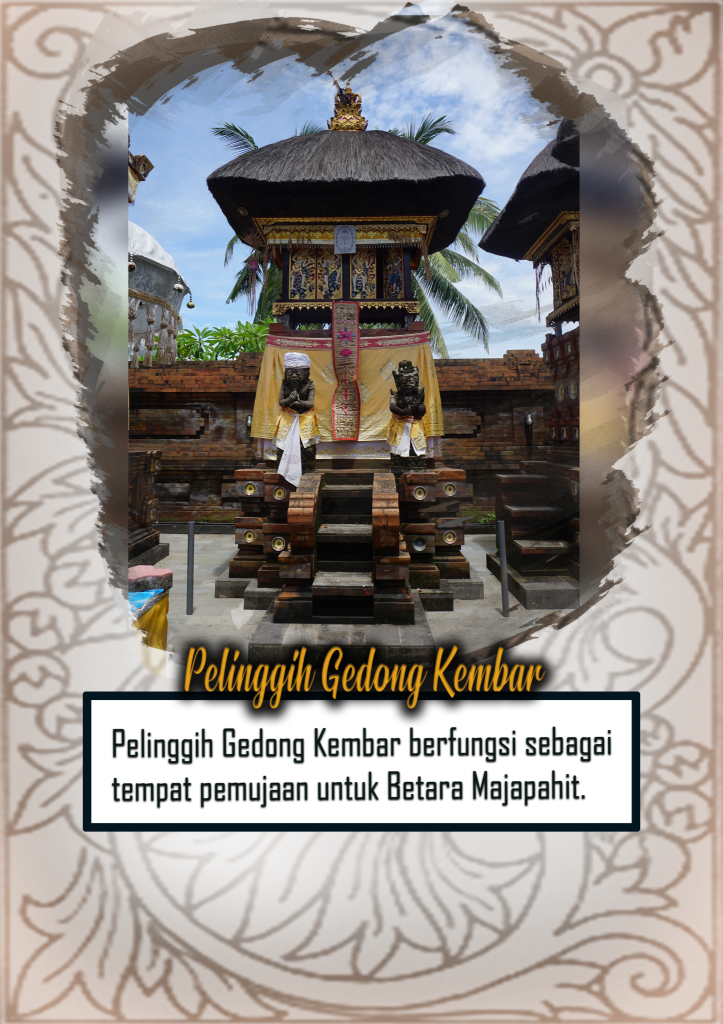 Pelinggih Gedong Kembar
Pelinggih Gedong Kembar berfungsi sebagai
tempat pemujaan untuk Betara Majapahit.